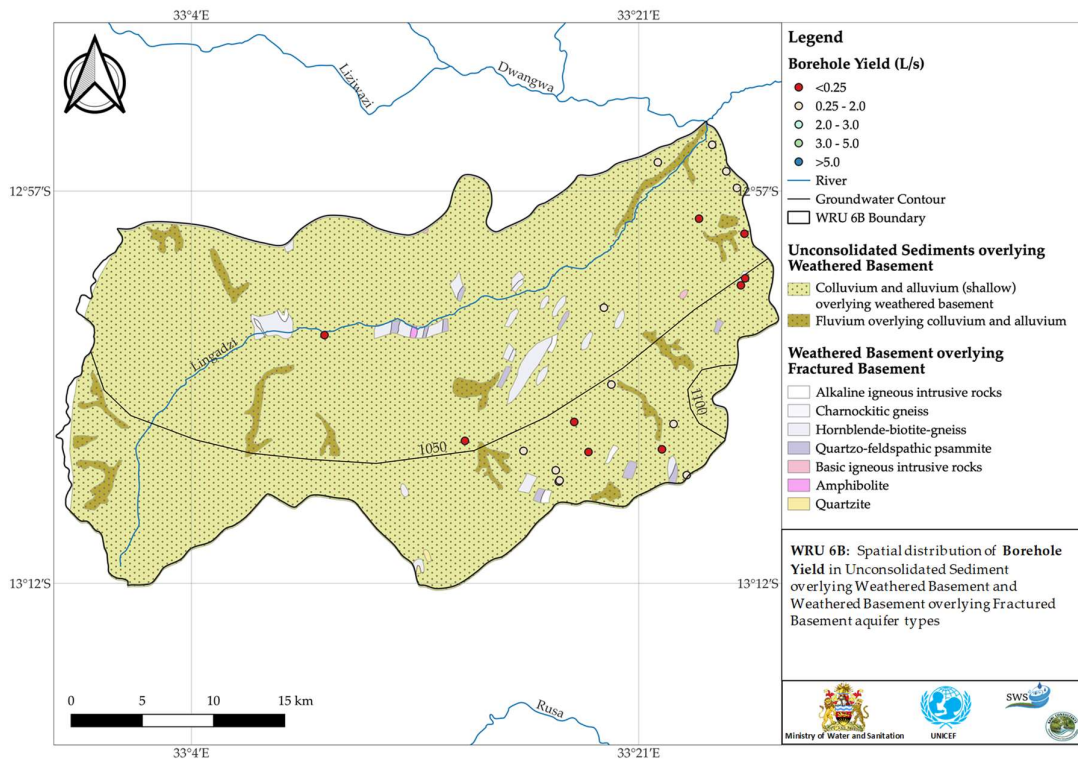 33°4′E
33°21′E
Liziwazi
Dwangwa
12°57′S
12°57′S
Lingadzi
1050
1100
13°12′S
13°12′S
0 5 10 15 km
Rusa
33°4′E
33°21′E
Legend
Borehole Yield (L/s)
<0.25
0.25 - 2.0
2.0 - 3.0
3.0 - 5.0
>5.0
River
Groundwater Contour
WRU 6B Boundary
Unconsolidated Sediments overlying
Weathered Basement
Colluvium and alluvium (shallow)
overlying weathered basement
Fluvium overlying colluvium and alluvium
Weathered Basement overlying
Fractured Basement
Alkaline igneous intrusive rocks
Charnockitic gneiss
Hornblende-biotite-gneiss
Quartzo-feldspathic psammite
Basic igneous intrusive rocks
Amphibolite
Quartzite
WRU 6B: Spatial distribution of Borehole
Yield in Unconsolidated Sediment
overlying Weathered Basement and
Weathered Basement overlying Fractured
Basement aquifer types
Ministry of Water and Sanitation
UNICEF
SWS